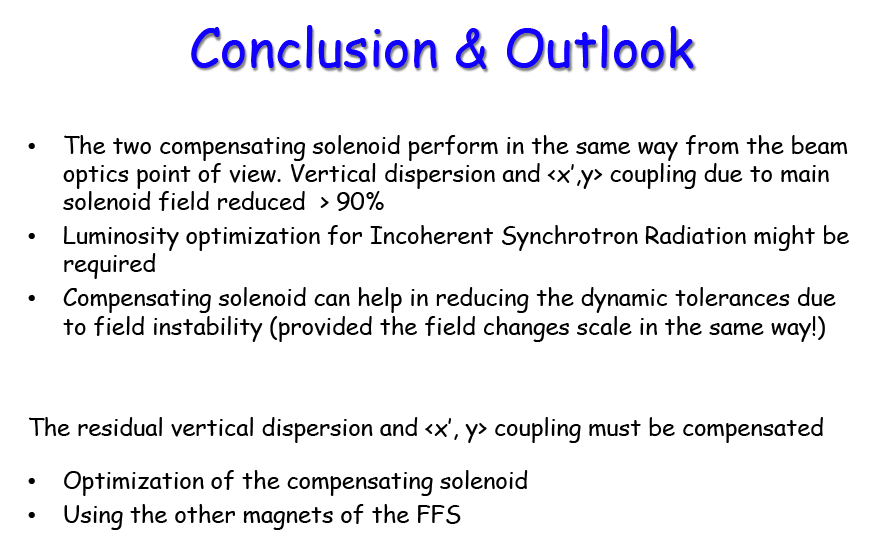 Conclusion & Outlook
• The two compensating solenoid perform in the same way from the beam
optics point of view. Vertical dispersion and <x’,y> coupling due to main
solenoid field reduced > 90%
• Luminosity optimization for Incoherent Synchrotron Radiation might be
required
• Compensating solenoid can help in reducing the dynamic tolerances due
to field instability (provided the field changes scale in the same way!)
The residual vertical dispersion and <x’, y> coupling must be compensated
• Optimization of the compensating solenoid
• Using the other magnets of the FFS